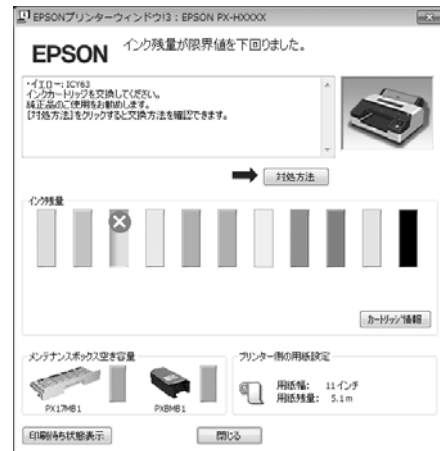 EPSONプリンターウィンドウ!3 : EPSON PX-HXXXX
EPSON
インク残量が限界値を下回りました。
・イエロー: ICY63
インクカートリッジを交換してください。
純正品のご使用をお勧めします。
[対処方法]をクリックすると交換方法を確認できます。
対処方法
インク残量
カートリッジ情報
メンテナンスボックス空き容量
PX17MB1
PX8MB1
プリンター側の用紙設定
用紙幅: 11インチ
用紙残量: 5.1m
印刷待ち状態表示
閉じる